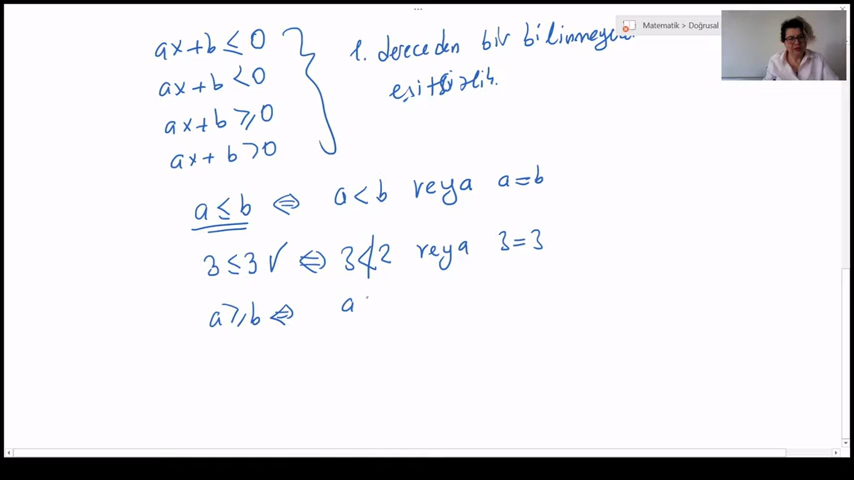 Matematik > Doğrusal
ax+b ≤ 0
ax+b < 0
ax+b ≥ 0
ax+b > 0
1. dereceden bir
eşitsizlik.
a ≤ b ⇔ a < b veya a = b
3 ≤ 3 ✓ ⇔ 3 ≮ 2 veya 3 = 3
a ≥ b ⇔ a